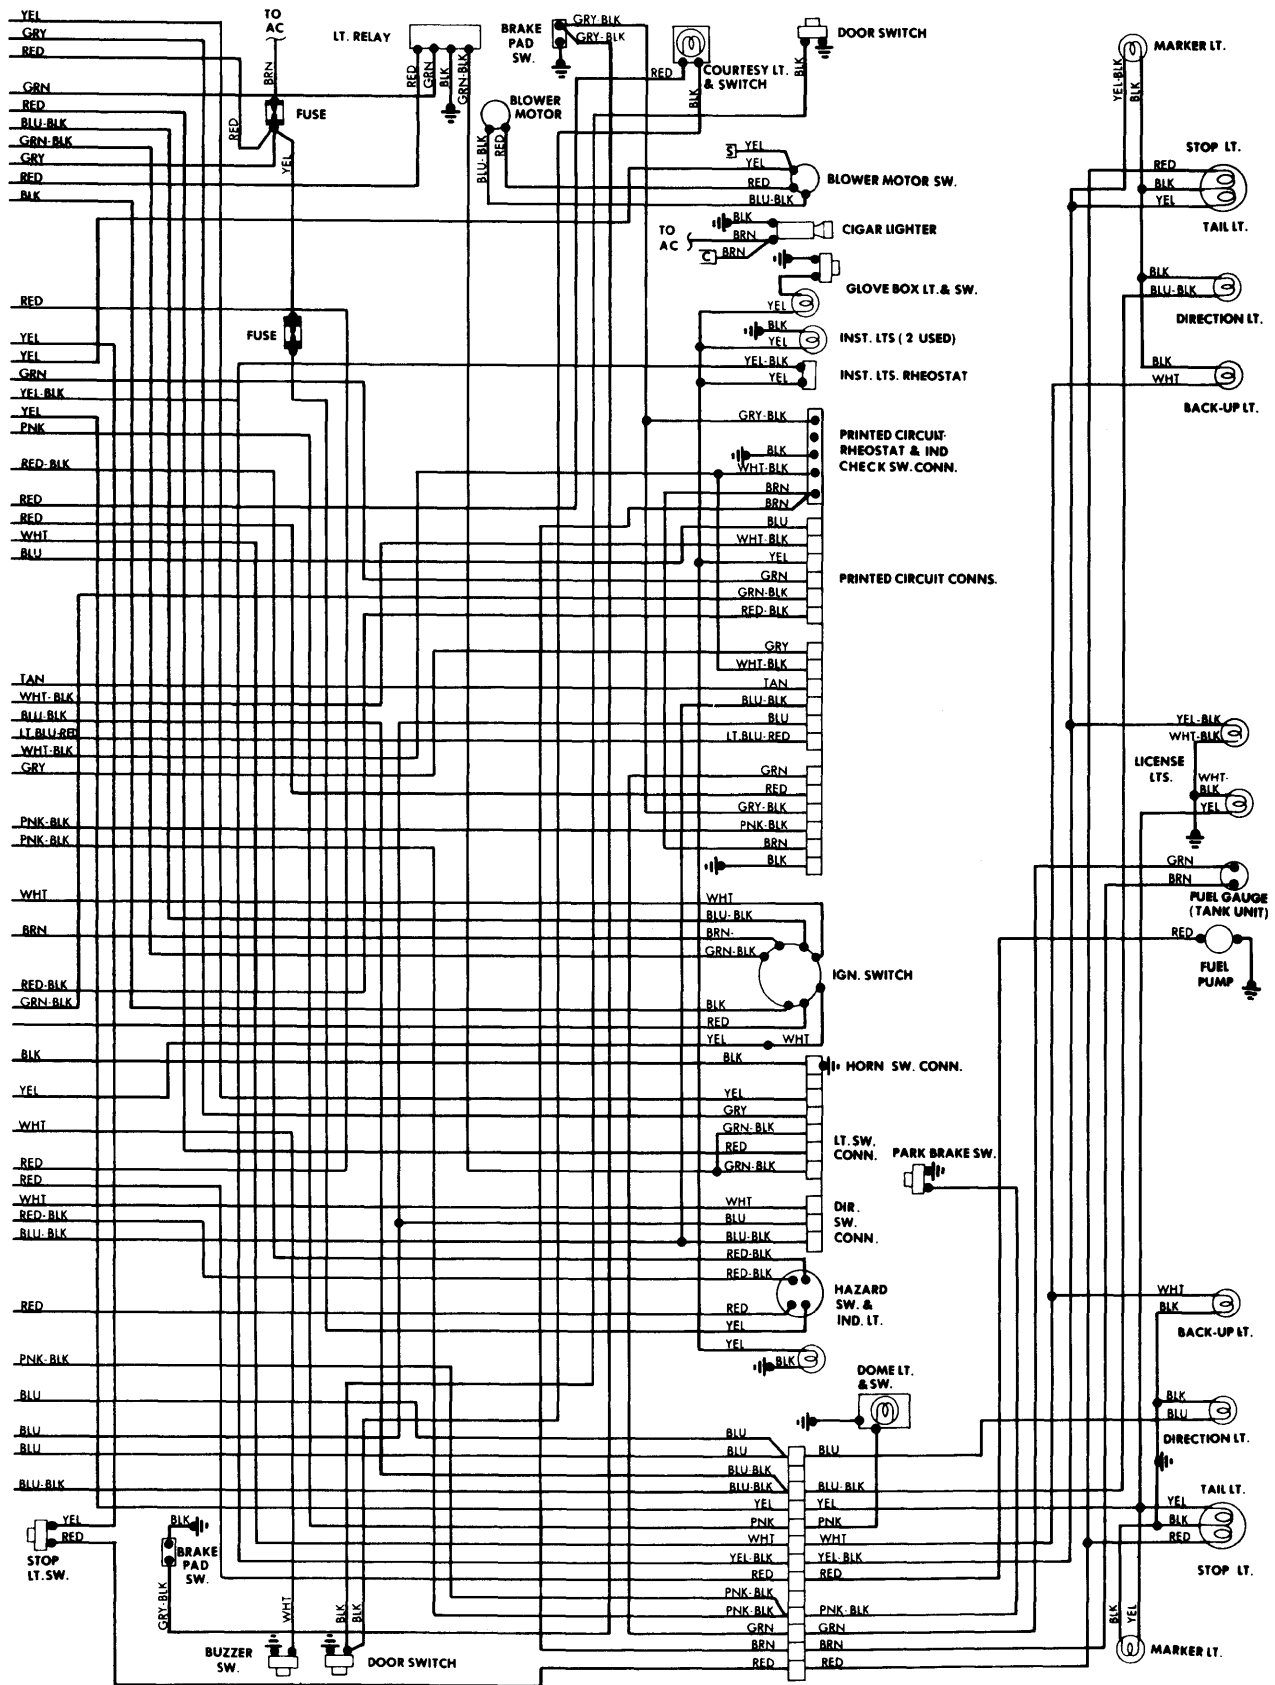 YEL
GRY
RED
GRN
RED
BLU-BLK
GRN-BLK
GRY
RED
BLK
RED
YEL
YEL
GRN
YEL-BLK
YEL
PNK
RED-BLK
RED
RED
WHT
BLU
TAN
WHT-BLK
BLU-BLK
LT.BLU-RED
WHT-BLK
GRY
PNK-BLK
PNK-BLK
WHT
BRN
RED-BLK
GRN-BLK
BLK
YEL
WHT
RED
RED
WHT
RED-BLK
BLU-BLK
RED
PNK-BLK
BLU
BLU
BLU
BLU-BLK
YEL
RED
STOP
LT.SW.
BLK
BRAKE
PAD
SW.
GRY-BLK
WHT
BUZZER
SW.
BLK
BLK
DOOR SWITCH
TO
AC
BRN
FUSE
RED
YEL
FUSE
LT. RELAY
RED
GRN
BLK
GRN-BLK
BRAKE
PAD
SW.
GRY-BLK
GRY-BLK
BLOWER
MOTOR
BLU-BLK
RED
RED
BLK
COURTESY LT.
& SWITCH
DOOR SWITCH
BLK
S
YEL
YEL
RED
BLU-BLK
BLOWER MOTOR SW.
BLK
TO
AC
BRN
C
BRN
CIGAR LIGHTER
GLOVE BOX LT.& SW.
YEL
BLK
YEL
INST. LTS (2 USED)
YEL-BLK
YEL
INST. LTS. RHEOSTAT
GRY-BLK
BLK
WHT-BLK
BRN
BRN
PRINTED CIRCUIT-
RHEOSTAT & IND
CHECK SW.CONN.
BLU
WHT-BLK
YEL
GRN
GRN-BLK
RED-BLK
PRINTED CIRCUIT CONNS.
GRY
WHT-BLK
TAN
BLU-BLK
BLU
LT.BLU-RED
GRN
RED
GRY-BLK
PNK-BLK
BRN
BLK
WHT
BLU-BLK
BRN-
GRN-BLK
IGN. SWITCH
BLK
RED
YEL
WHT
BLK
HORN SW. CONN.
YEL
GRY
GRN-BLK
RED
GRN-BLK
LT.SW.
CONN.
PARK BRAKE SW.
WHT
BLU
BLU-BLK
DIR.
SW.
CONN.
RED-BLK
RED-BLK
RED
YEL
HAZARD
SW. &
IND. LT.
YEL
BLK
DOME LT.
& SW.
BLU
BLU
BLU-BLK
BLU-BLK
YEL
PNK
WHT
YEL-BLK
RED
PNK-BLK
PNK-BLK
GRN
BRN
RED
BLU
BLU-BLK
YEL
PNK
WHT
YEL-BLK
RED
PNK-BLK
GRN
BRN
RED
MARKER LT.
YEL-BLK
BLK
STOP LT.
RED
BLK
YEL
TAIL LT.
BLK
BLU-BLK
DIRECTION LT.
BLK
WHT
BACK-UP LT.
YEL-BLK
WHT-BLK
LICENSE
LTS.
WHT-
BLK
YEL
GRN
BRN
FUEL GAUGE
(TANK UNIT)
RED
FUEL
PUMP
WHT
BLK
BACK-UP LT.
BLK
BLU
DIRECTION LT.
TAIL LT.
YEL
BLK
RED
STOP LT.
BLK
YEL
MARKER LT.